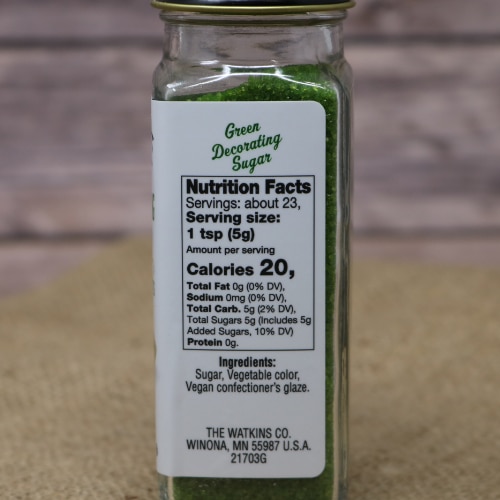 Green
Decorating
Sugar
Nutrition Facts
Servings: about 23,
Serving size:
1 tsp (5g)
Amount per serving
Calories 20,
Total Fat 0g (0% DV),
Sodium 0mg (0% DV),
Total Carb. 5g (2% DV),
Total Sugars 5g (Includes 5g
Added Sugars, 10% DV)
Protein 0g.
Ingredients:
Sugar, Vegetable color,
Vegan confectioner's glaze.
THE WATKINS CO.
WINONA, MN 55987 U.S.A.
21703G